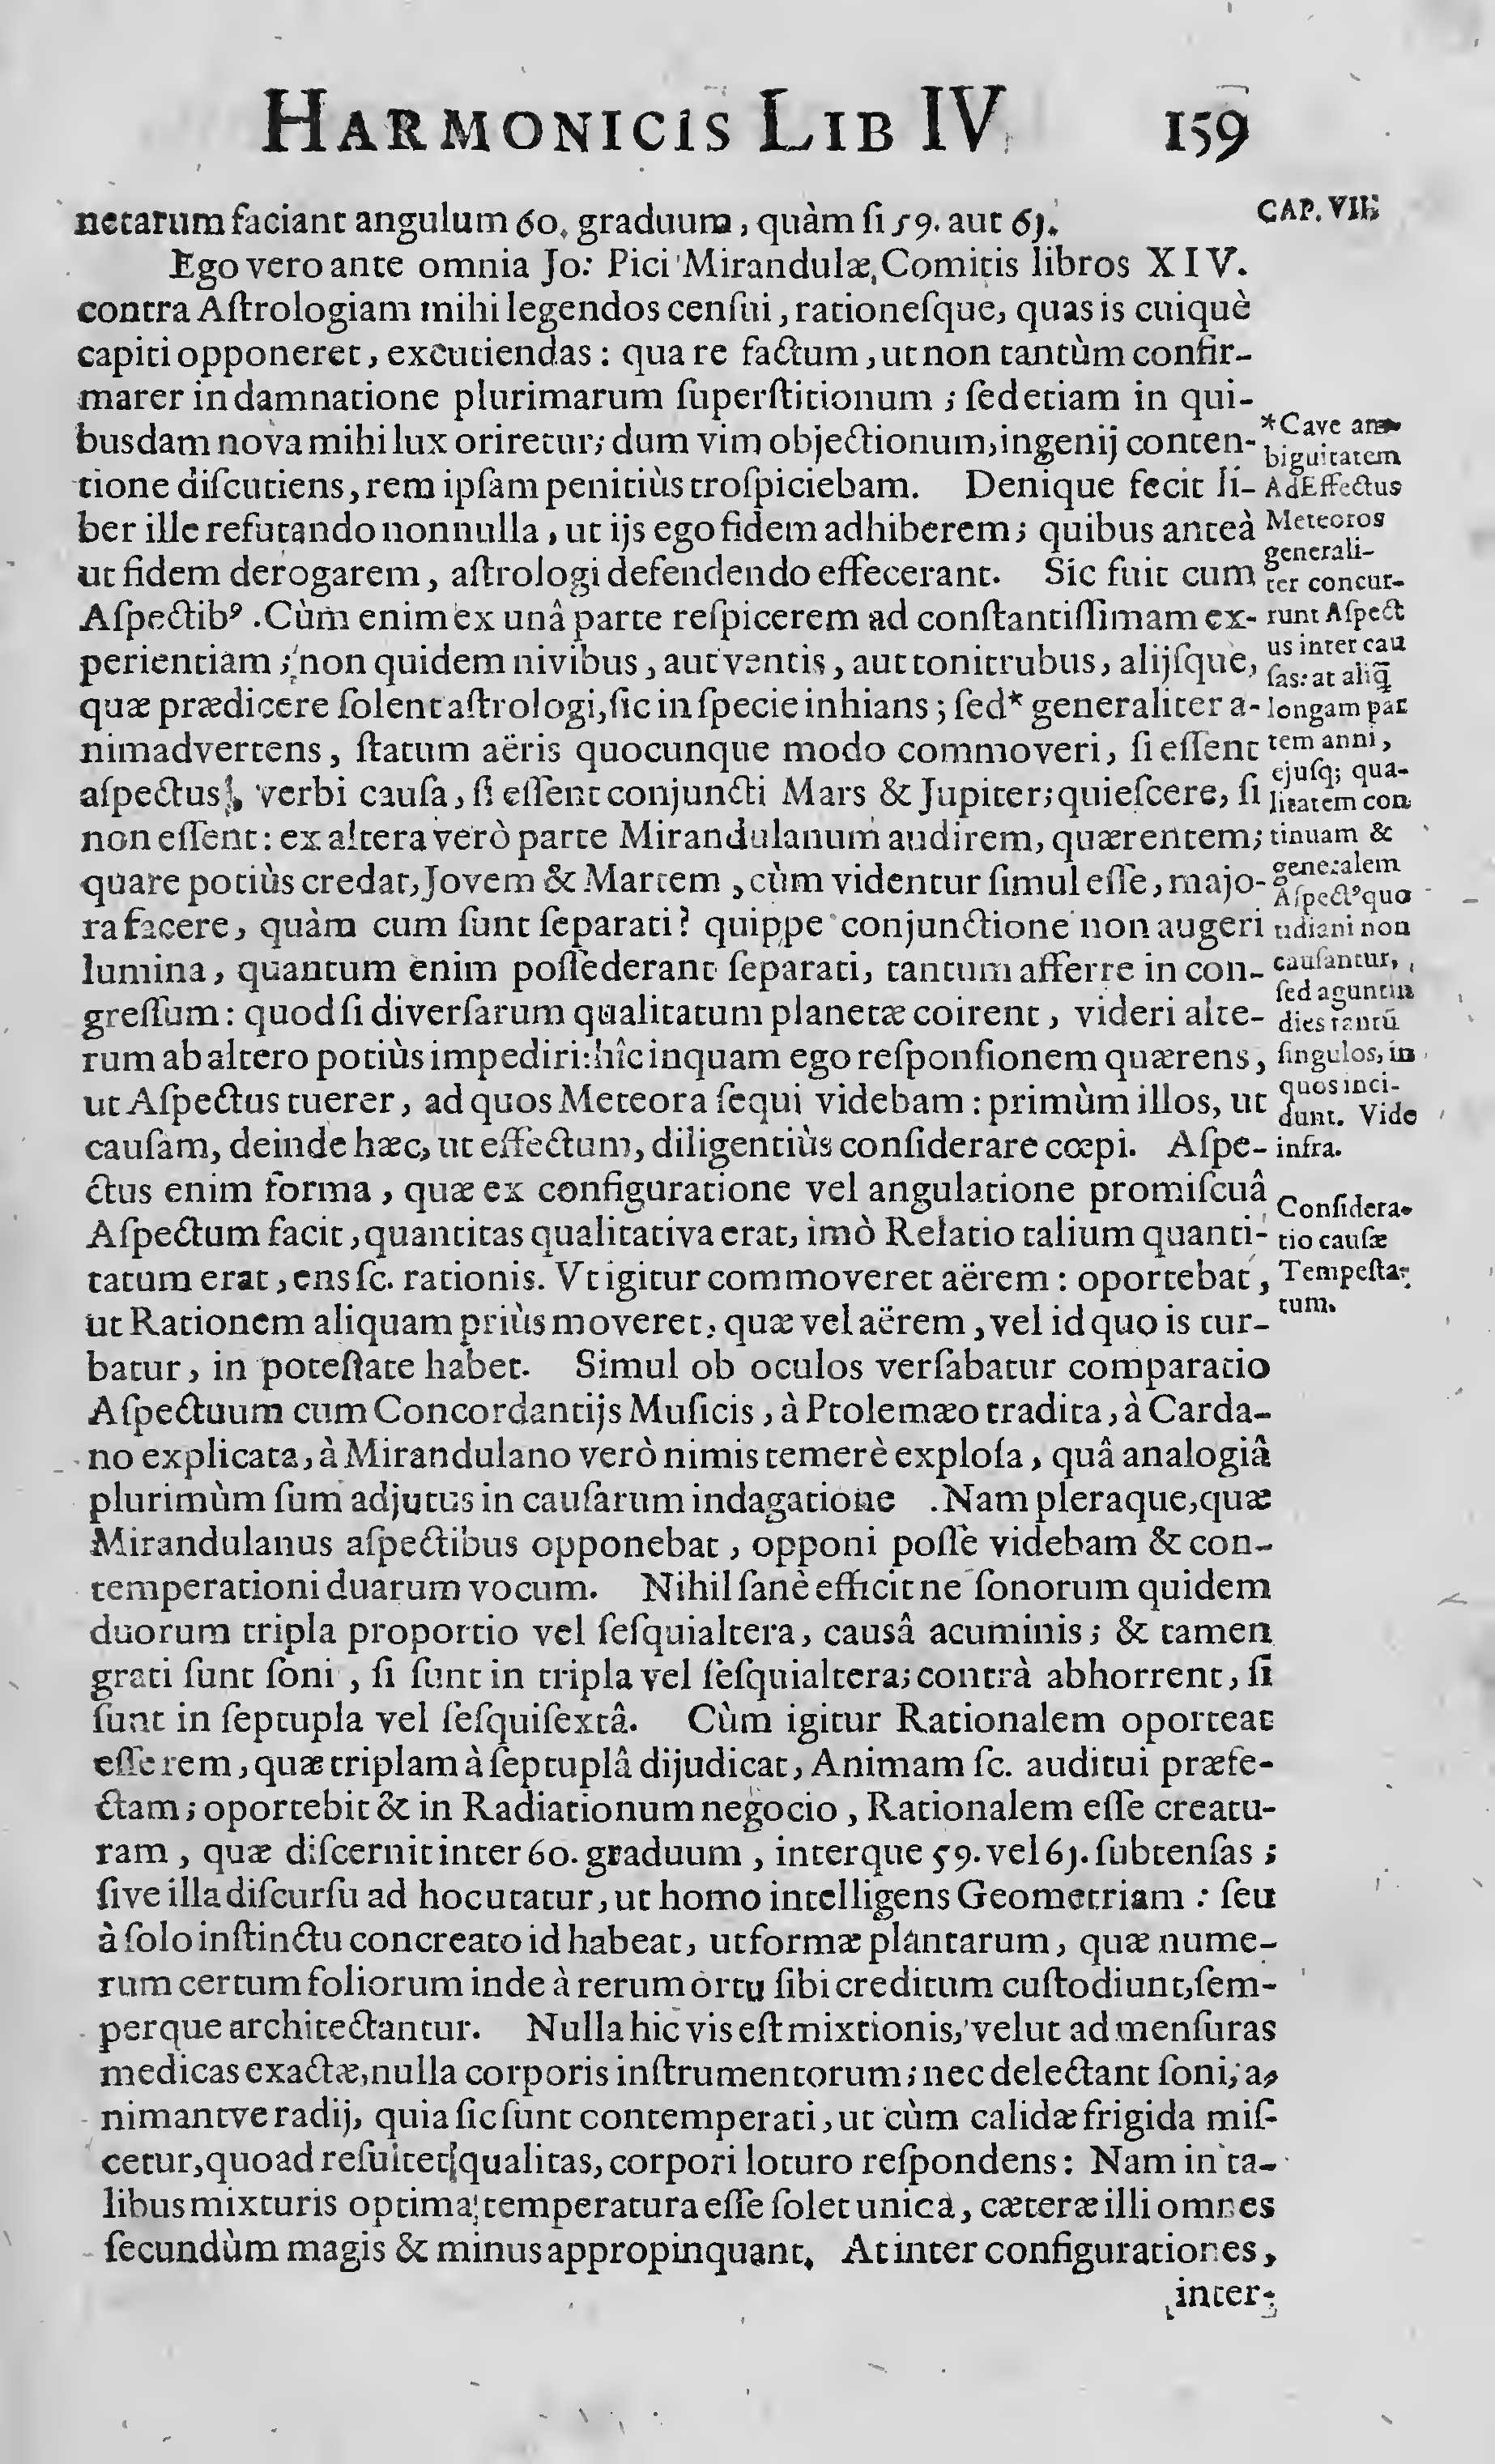 HARMONICIS LIB IV. 159
CAP. VII.
netarum faciant angulum 60. graduum, quàm ſi 59. aut 61.
Ego vero ante omnia Jo: Pici Mirandulæ, Comitis libros XIV.
contra Aſtrologiam mihi legendos cenſui, rationeſque, quas is cuiquè
capiti opponeret, excutiendas: qua re factum, ut non tantùm confir-
marer in damnatione plurimarum ſuperſtitionum; ſed etiam in qui-
busdam nova mihi lux oriretur; dum vim objectionum, ingenij conten-
tione diſcutiens, rem ipſam penitiùs troſpiciebam. Denique fecit li-
ber ille refutando nonnulla, ut ijs ego fidem adhiberem; quibus anteà
ut fidem derogarem, aſtrologi defendendo effecerant. Sic fuit cum
Aſpectibꝰ. Cùm enim ex unâ parte reſpicerem ad conſtantiſſimam ex-
perientiam; non quidem nivibus, aut ventis, aut tonitrubus, alijſque,
quæ prædicere ſolent aſtrologi, ſic in ſpecie inhians; ſed* generaliter a-
nimadvertens, ſtatum aëris quocunque modo commoveri, ſi eſſent
aſpectus, verbi cauſa, ſi eſſent conjuncti Mars & Jupiter; quieſcere, ſi
non eſſent: ex altera verò parte Mirandulanum audirem, quærentem;
quare potiùs credat, Jovem & Martem, cùm videntur ſimul eſſe, majo-
ra facere, quàm cum ſunt ſeparati? quippe conjunctione non augeri
lumina, quantum enim poſſederant ſeparati, tantum afferre in con-
greſſum: quod ſi diverſarum qualitatum planetæ coirent, videri alte-
rum ab altero potiùs impediri: hîc inquam ego reſponſionem quærens,
ut Aſpectus tuerer, ad quos Meteora ſequi videbam: primùm illos, ut
cauſam, deinde hæc, ut effectum, diligentiùs conſiderare cœpi. Aſpe-
ctus enim forma, quæ ex configuratione vel angulatione promiſcuâ
Aſpectum facit, quantitas qualitativa erat, imò Relatio talium quanti-
tatum erat, ens ſc. rationis. Vt igitur commoveret aërem: oportebat,
ut Rationem aliquam priùs moveret, quæ vel aërem, vel id quo is tur-
batur, in poteſtate habet. Simul ob oculos verſabatur comparatio
Aſpectuum cum Concordantijs Muſicis, à Ptolemæo tradita, à Carda-
no explicata, à Mirandulano verò nimis temerè exploſa, quâ analogiâ
plurimùm ſum adjutus in cauſarum indagatione. Nam pleraque, quæ
Mirandulanus aſpectibus opponebat, opponi poſſe videbam & con-
temperationi duarum vocum. Nihil ſanè efficit ne ſonorum quidem
duorum tripla proportio vel ſeſquialtera, causâ acuminis; & tamen
grati ſunt ſoni, ſi ſunt in tripla vel ſeſquialtera; contrà abhorrent, ſi
ſunt in ſeptupla vel ſeſquiſextâ. Cùm igitur Rationalem oporteat
eſſe rem, quæ triplam à ſeptuplâ dijudicat, Animam ſc. auditui præfe-
ctam; oportebit & in Radiationum negocio, Rationalem eſſe creatu-
ram, quæ diſcernit inter 60. graduum, interque 59. vel 61. ſubtenſas;
ſive illa diſcurſu ad hoc utatur, ut homo intelligens Geometriam: ſeu
à ſolo inſtinctu concreato id habeat, ut formæ plantarum, quæ nume-
rum certum foliorum inde à rerum ortu ſibi creditum cuſtodiunt, ſem-
perque architectantur. Nulla hic vis eſt mixtionis, velut ad menſuras
medicas exactæ, nulla corporis inſtrumentorum; nec delectant ſoni, a-
nimantve radij, quia ſic ſunt contemperati, ut cùm calidæ frigida miſ-
cetur, quoad reſultet qualitas, corpori loturo reſpondens: Nam in ta-
libus mixturis optima temperatura eſſe ſolet unica, cæteræ illi omnes
ſecundùm magis & minus appropinquant. At inter configurationes,
inter-
*Cave am-
biguitatem
Ad Effectus
Meteoros
generali-
ter concur-
runt Aſpect
us inter cau
ſas: at aliq̃
longam par
tem anni,
ejuſq; qua-
litatem con
tinuam &
generalem
Aſpectꝰ quo
tidiani non
cauſantur,
ſed agunt in
dies tantū
ſingulos, in
quos inci-
dunt. Vide
infra.
Conſidera-
tio cauſæ
Tempeſta-
tum.